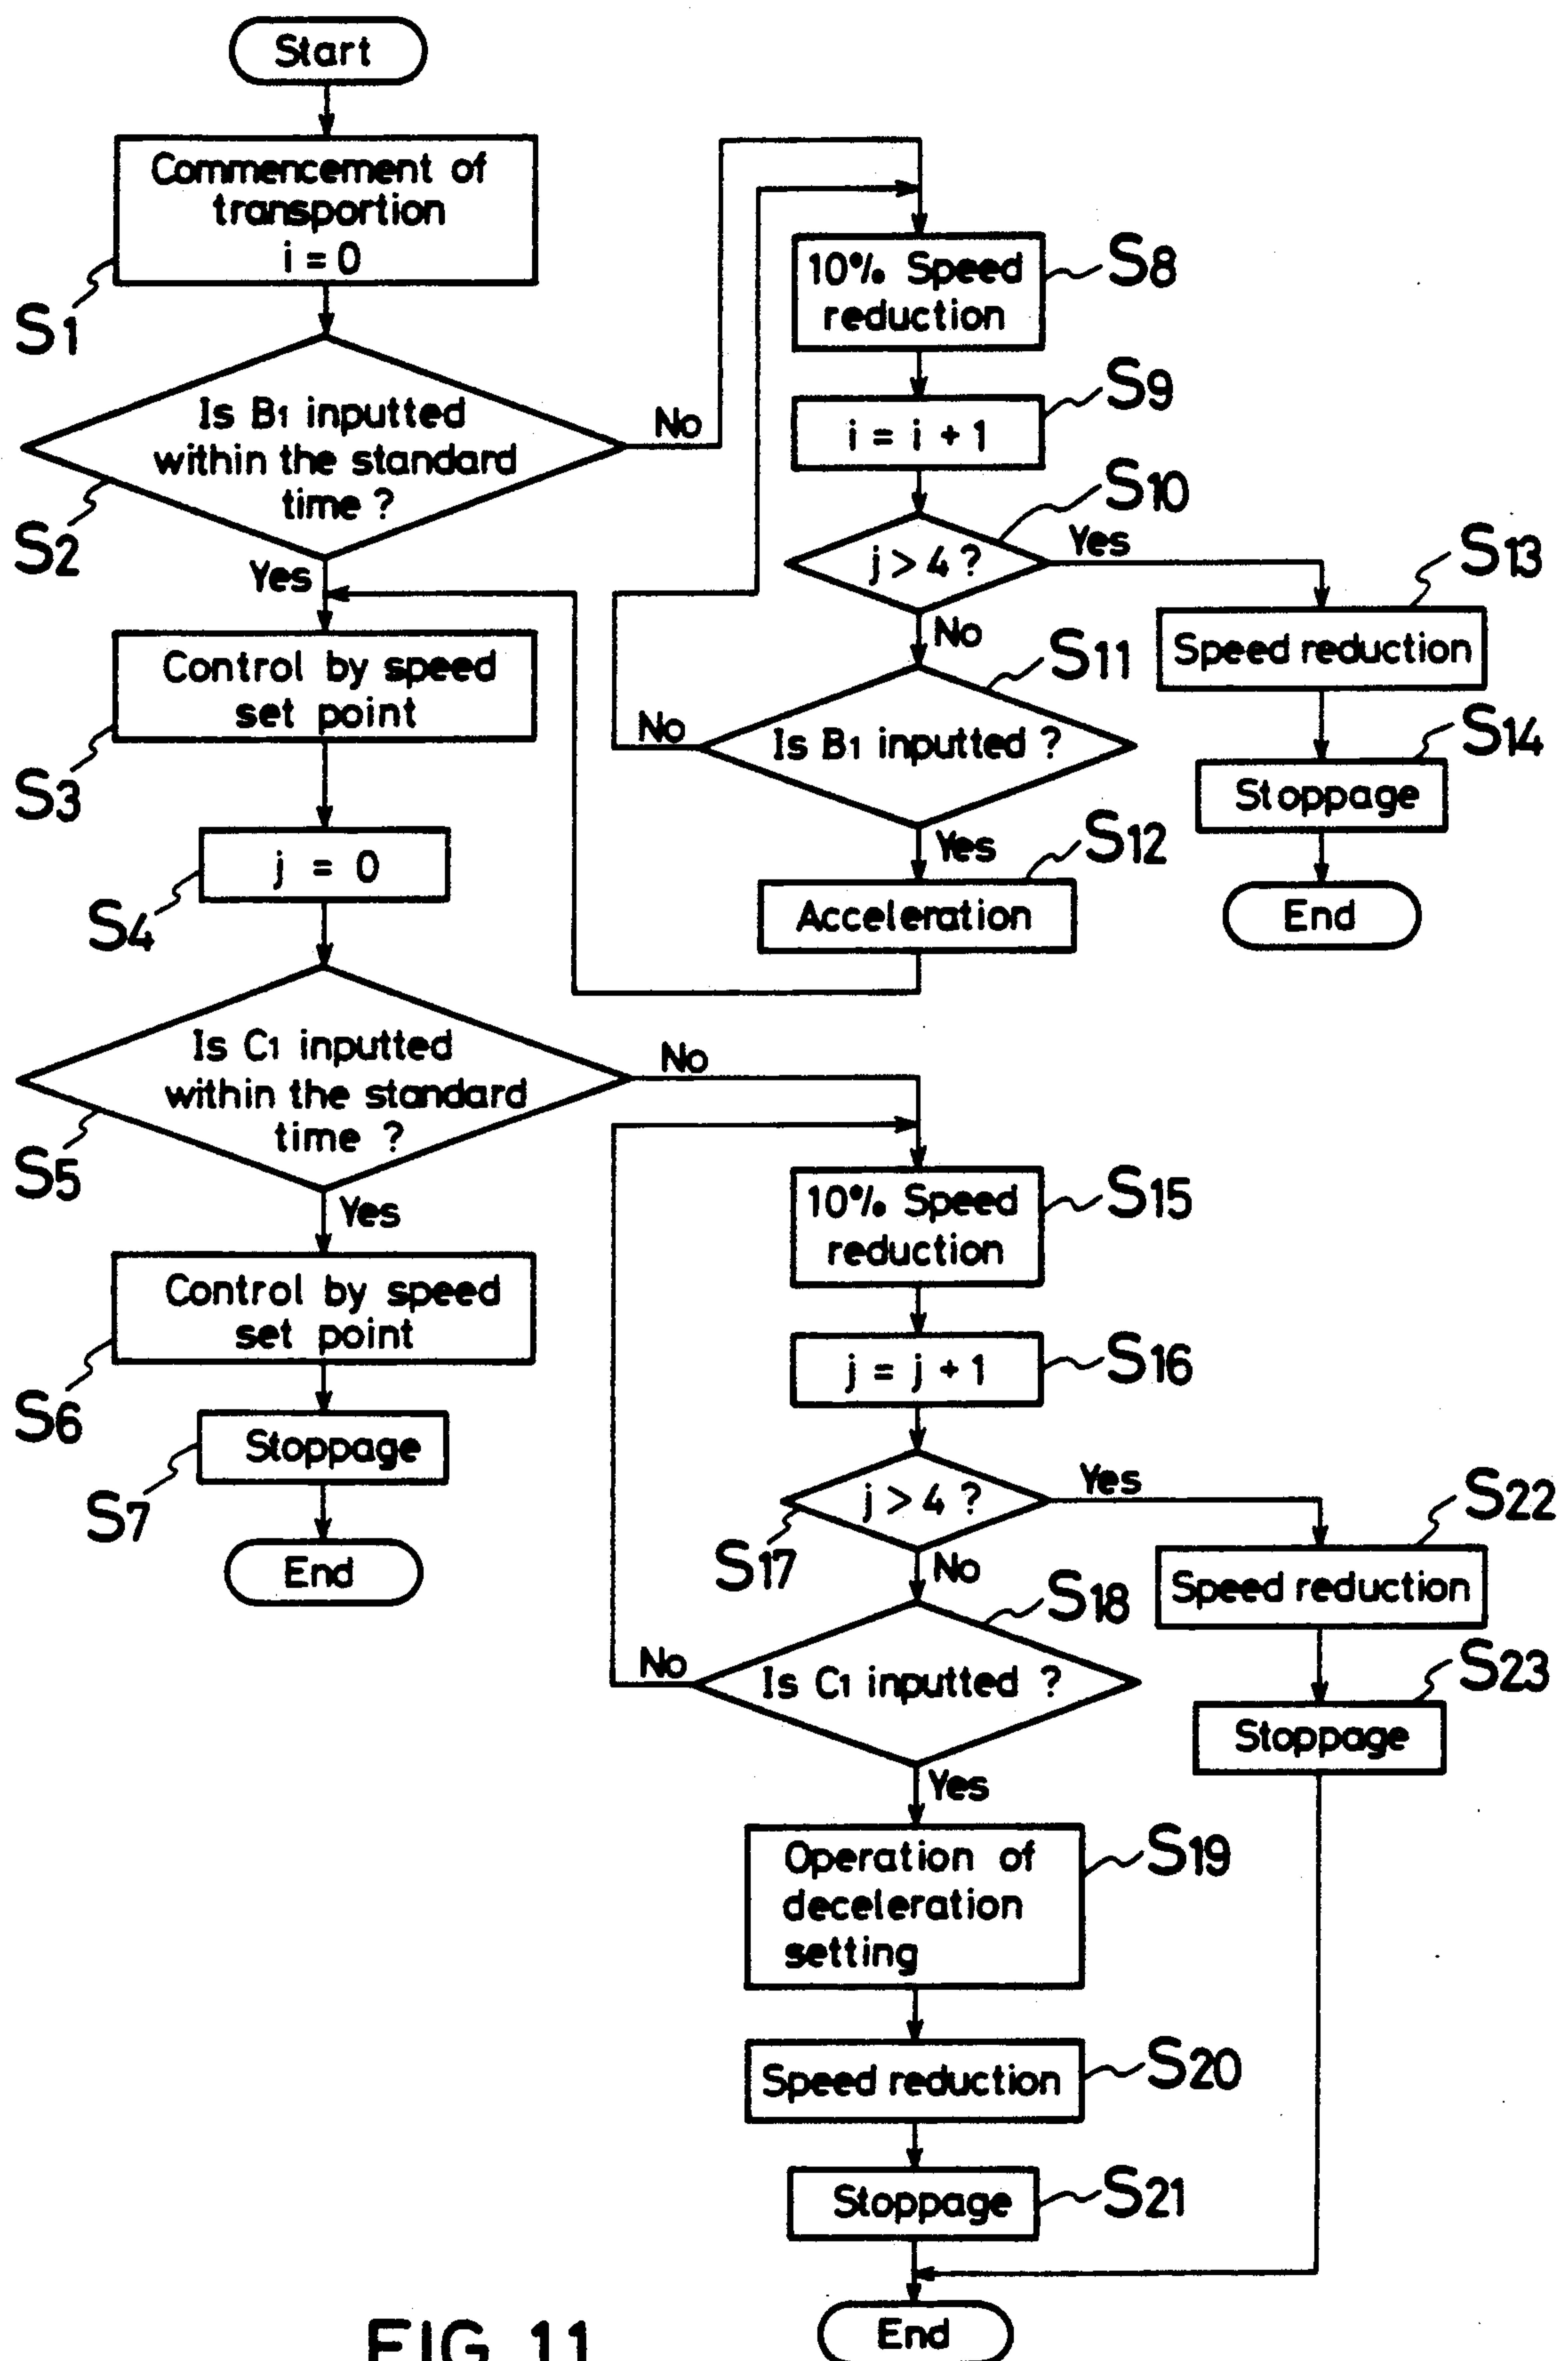 Start
Commencement of
transportion
i = 0
S1
Is B1 inputted
within the standard
time ?
S2
No
Yes
Control by speed
set point
S3
j = 0
S4
Is C1 inputted
within the standard
time ?
S5
No
Yes
Control by speed
set point
S6
Stoppage
S7
End
10% Speed
reduction
S8
i = i + 1
S9
j > 4 ?
S10
Yes
No
Is B1 inputted ?
S11
No
Yes
Acceleration
S12
Speed reduction
S13
Stoppage
S14
End
10% Speed
reduction
S15
j = j + 1
S16
j > 4 ?
S17
Yes
No
Is C1 inputted ?
S18
No
Yes
Operation of
deceleration
setting
S19
Speed reduction
S20
Stoppage
S21
Speed reduction
S22
Stoppage
S23
End
FIG 11